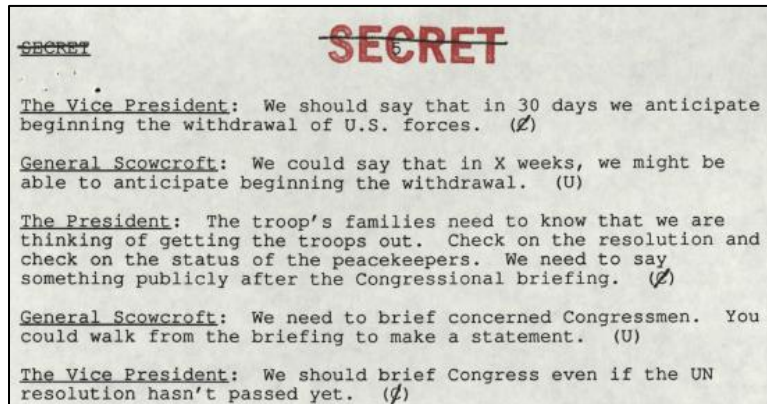 SECRET
SECRET
5
The Vice President: We should say that in 30 days we anticipate
beginning the withdrawal of U.S. forces. (C)
General Scowcroft: We could say that in X weeks, we might be
able to anticipate beginning the withdrawal. (U)
The President: The troop's families need to know that we are
thinking of getting the troops out. Check on the resolution and
check on the status of the peacekeepers. We need to say
something publicly after the Congressional briefing. (C)
General Scowcroft: We need to brief concerned Congressmen. You
could walk from the briefing to make a statement. (U)
The Vice President: We should brief Congress even if the UN
resolution hasn't passed yet. (C)